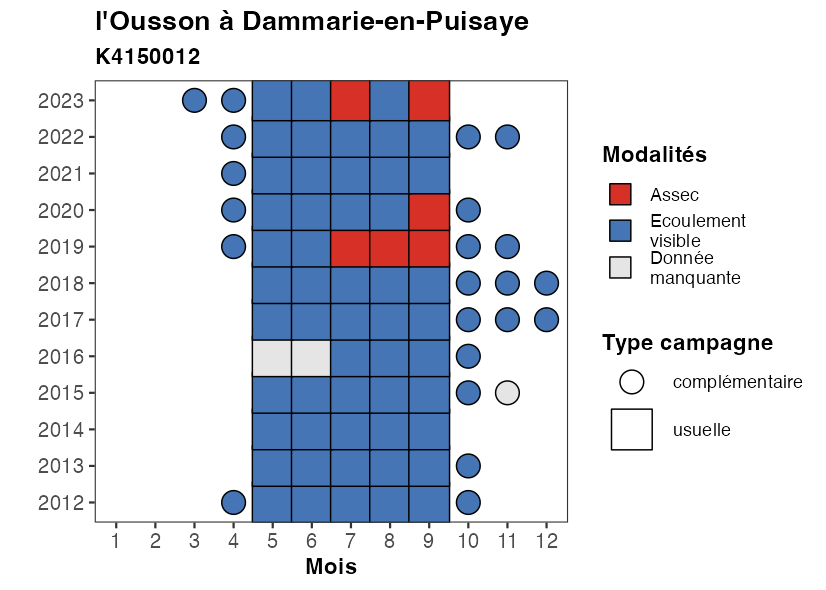 l'Ousson à Dammarie-en-Puisaye
K4150012
2023
2022
2021
2020
2019
2018
2017
2016
2015
2014
2013
2012
1 2 3 4 5 6 7 8 9 10 11 12
Mois
Modalités
Assec
Ecoulement
visible
Donnée
manquante
Type campagne
complémentaire
usuelle